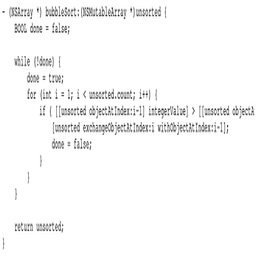 - (NSArray *) bubbleSort:(NSMutableArray *)unsorted {
BOOL done = false;
while (!done) {
done = true;
for (int i = 1; i < unsorted.count; i++) {
if ( [[unsorted objectAtIndex:i-1] integerValue] > [[unsorted objectA
[unsorted exchangeObjectAtIndex:i withObjectAtIndex:i-1];
done = false;
}
}
}
return unsorted;
}